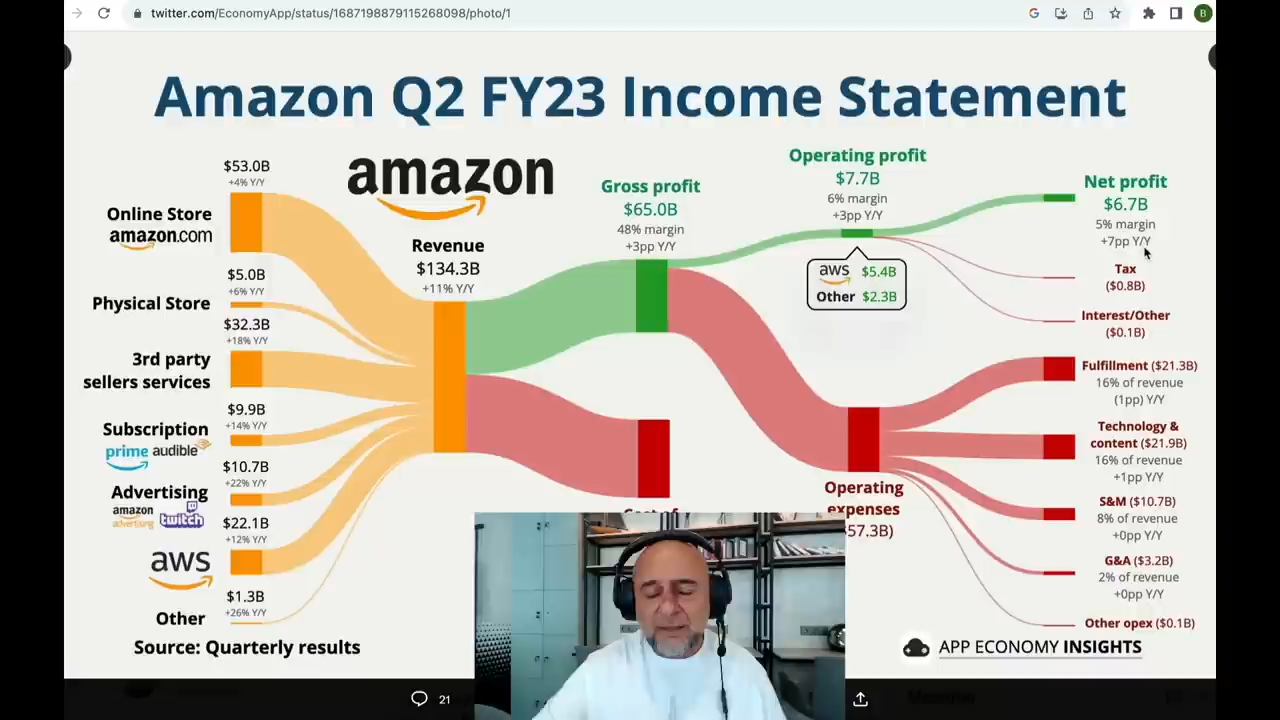 twitter.com/EconomyApp/status/1687198879115268098/photo/1
G
B
Amazon Q2 FY23 Income Statement
$53.0B
+4% Y/Y
Online Store
amazon.com
$5.0B
+6% Y/Y
Physical Store
$32.3B
+18% Y/Y
3rd party
sellers services
$9.9B
+14% Y/Y
Subscription
prime audible
$10.7B
+22% Y/Y
Advertising
amazon
advertising
twitch
$22.1B
+12% Y/Y
aws
$1.3B
+26% Y/Y
Other
Source: Quarterly results
amazon
Revenue
$134.3B
+11% Y/Y
Gross profit
$65.0B
48% margin
+3pp Y/Y
Operating profit
$7.7B
6% margin
+3pp Y/Y
aws $5.4B
Other $2.3B
Net profit
$6.7B
5% margin
+7pp Y/Y
Tax
($0.8B)
Interest/Other
($0.1B)
Cost of
Operating
expenses
57.3B)
Fulfillment ($21.3B)
16% of revenue
(1pp) Y/Y
Technology &
content ($21.9B)
16% of revenue
+1pp Y/Y
S&M ($10.7B)
8% of revenue
+0pp Y/Y
G&A ($3.2B)
2% of revenue
+0pp Y/Y
Other opex ($0.1B)
APP ECONOMY INSIGHTS
21